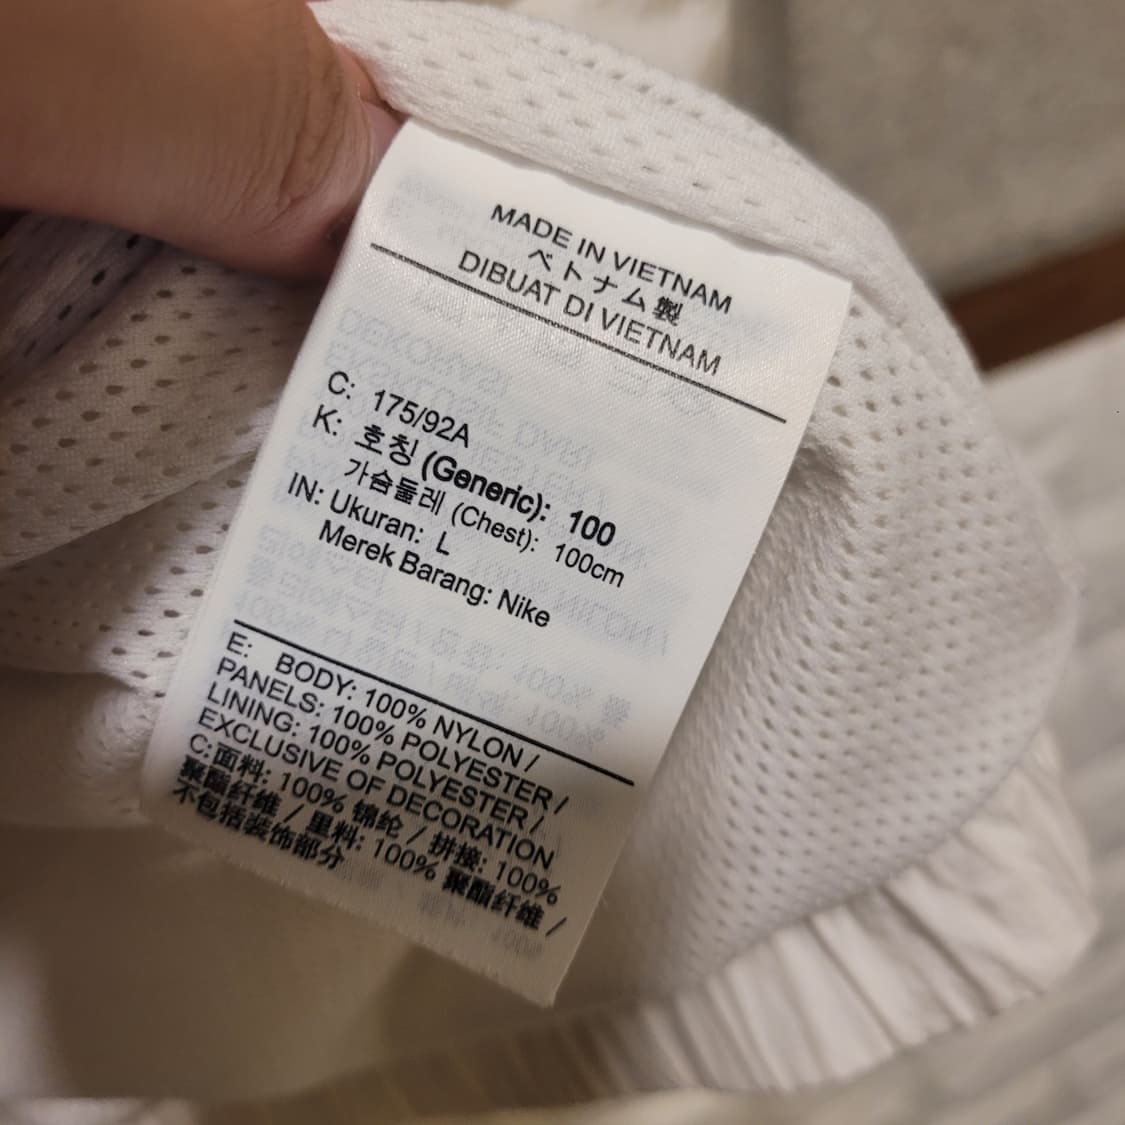 MADE IN VIETNAM
ベトナム製
DIBUAT DI VIETNAM
C: 175/92A
K: 호칭 (Generic): 100
가슴둘레 (Chest): 100cm
IN: Ukuran: L
Merek Barang: Nike
E: BODY: 100% NYLON /
PANELS: 100% POLYESTER /
LINING: 100% POLYESTER /
EXCLUSIVE OF DECORATION
C:面料: 100% 锦纶 / 拼接: 100%
聚酯纤维 / 里料: 100% 聚酯纤维 /
不包括装饰部分